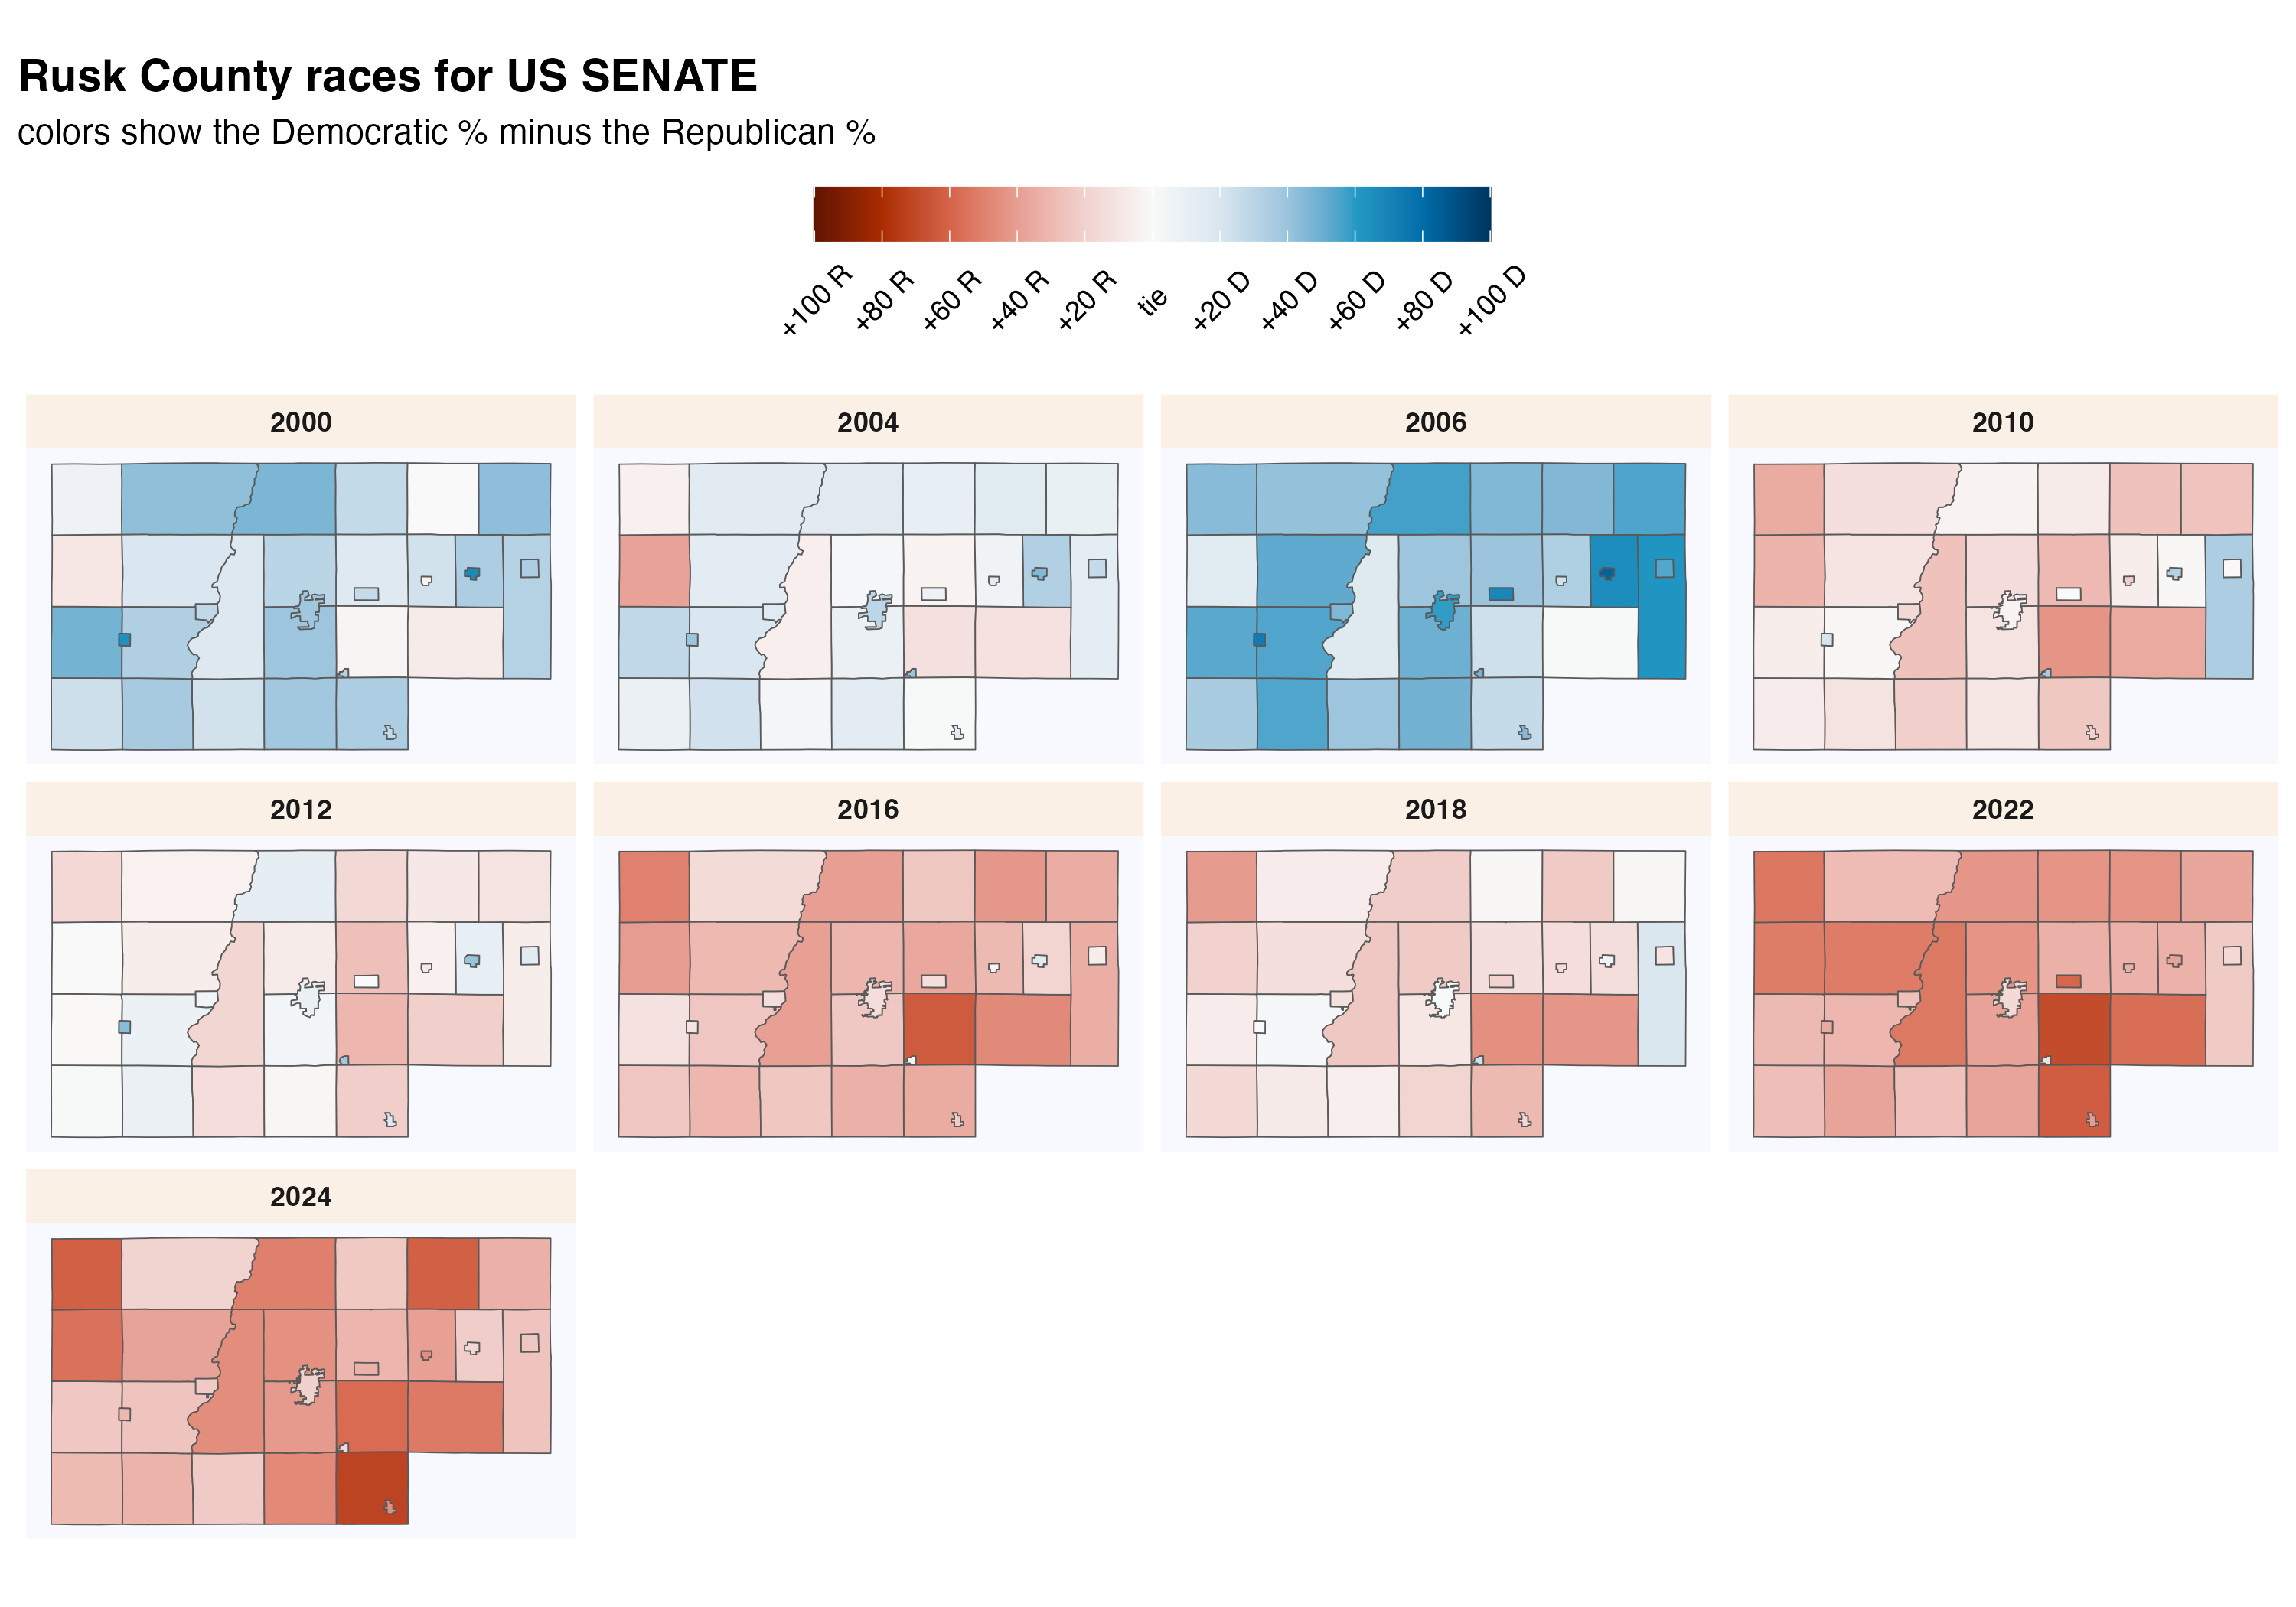 Rusk County races for US SENATE
colors show the Democratic % minus the Republican %
+100 R
+80 R
+60 R
+40 R
+20 R
tie
+20 D
+40 D
+60 D
+80 D
+100 D
2000
2004
2006
2010
2012
2016
2018
2022
2024